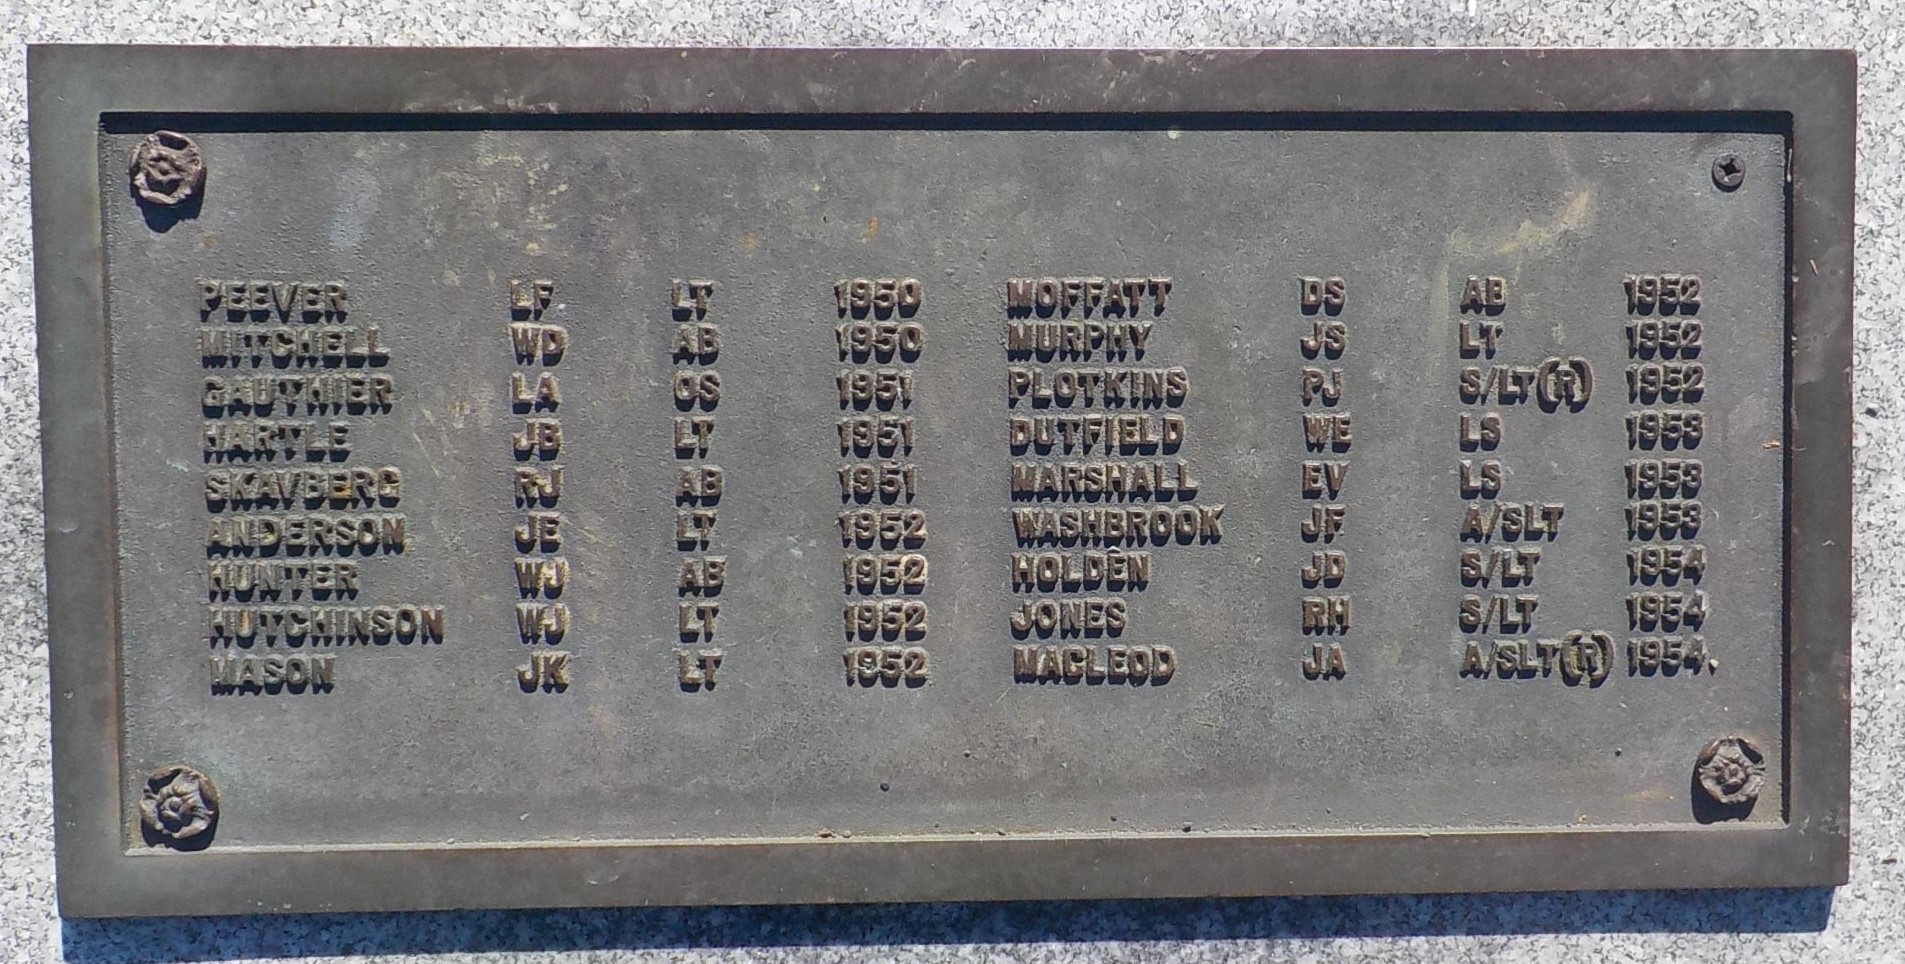 PEEVER LF LT 1950 MOFFATT DS AB 1952
MITCHELL WD AB 1950 MURPHY JS LT 1952
GAUTHIER LA OS 1951 PLOTKINS PJ S/LT(R) 1952
HARTLE JB LT 1951 DUTFIELD WE LS 1953
SKAVBERG RJ AB 1951 MARSHALL EV LS 1953
ANDERSON JE LT 1952 WASHBROOK JF A/SLT 1953
HUNTER WJ AB 1952 HOLDEN JD S/LT 1954
HUTCHINSON WJ LT 1952 JONES RH S/LT 1954
MASON JK LT 1952 MACLEOD JA A/SLT(R) 1954.